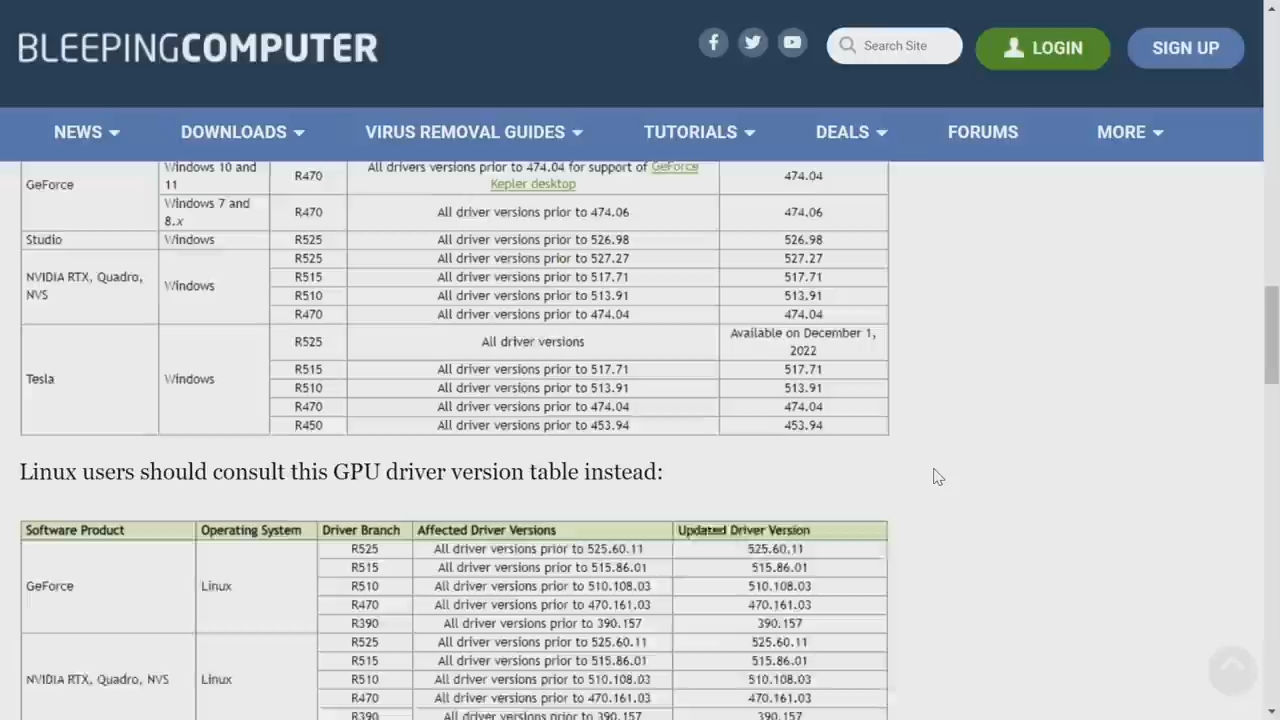 BLEEPINGCOMPUTER
Search Site
LOGIN
SIGN UP
NEWS
DOWNLOADS
VIRUS REMOVAL GUIDES
TUTORIALS
DEALS
FORUMS
MORE
GeForce
Windows 10 and
11
R470
All drivers versions prior to 474.04 for support of GeForce
Kepler desktop
474.04
Windows 7 and
8.x
R470
All driver versions prior to 474.06
474.06
Studio
Windows
R525
All driver versions prior to 526.98
526.98
NVIDIA RTX, Quadro,
NVS
Windows
R525
All driver versions prior to 527.27
527.27
R515
All driver versions prior to 517.71
517.71
R510
All driver versions prior to 513.91
513.91
R470
All driver versions prior to 474.04
474.04
Tesla
Windows
R525
All driver versions
Available on December 1,
2022
R515
All driver versions prior to 517.71
517.71
R510
All driver versions prior to 513.91
513.91
R470
All driver versions prior to 474.04
474.04
R450
All driver versions prior to 453.94
453.94
Linux users should consult this GPU driver version table instead:
Software Product
Operating System
Driver Branch
Affected Driver Versions
Updated Driver Version
GeForce
Linux
R525
All driver versions prior to 525.60.11
525.60.11
R515
All driver versions prior to 515.86.01
515.86.01
R510
All driver versions prior to 510.108.03
510.108.03
R470
All driver versions prior to 470.161.03
470.161.03
R390
All driver versions prior to 390.157
390.157
NVIDIA RTX, Quadro, NVS
Linux
R525
All driver versions prior to 525.60.11
525.60.11
R515
All driver versions prior to 515.86.01
515.86.01
R510
All driver versions prior to 510.108.03
510.108.03
R470
All driver versions prior to 470.161.03
470.161.03
R390
All driver versions prior to 390.157
390.157